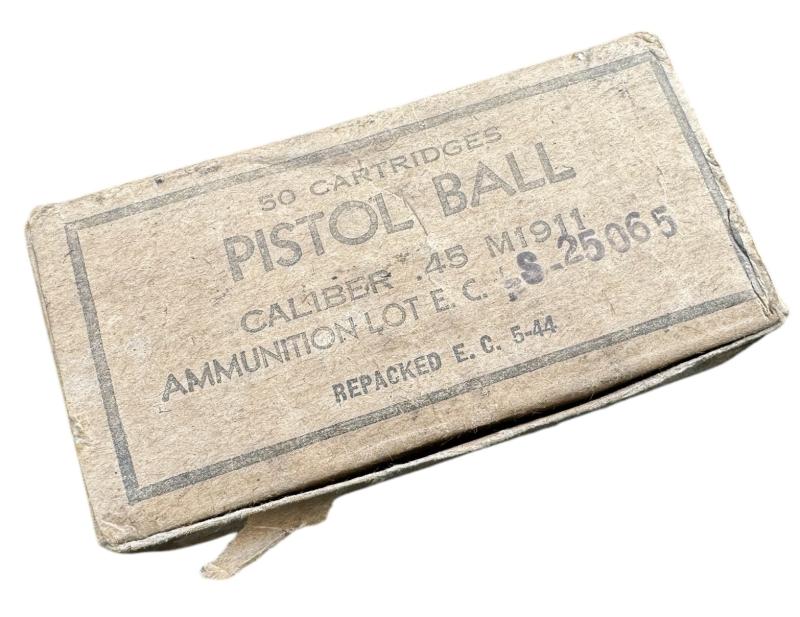 50 CARTRIDGES
PISTOL BALL
CALIBER .45 M1911
AMMUNITION LOT E. C. S-25065
REPACKED E. C. 5-44